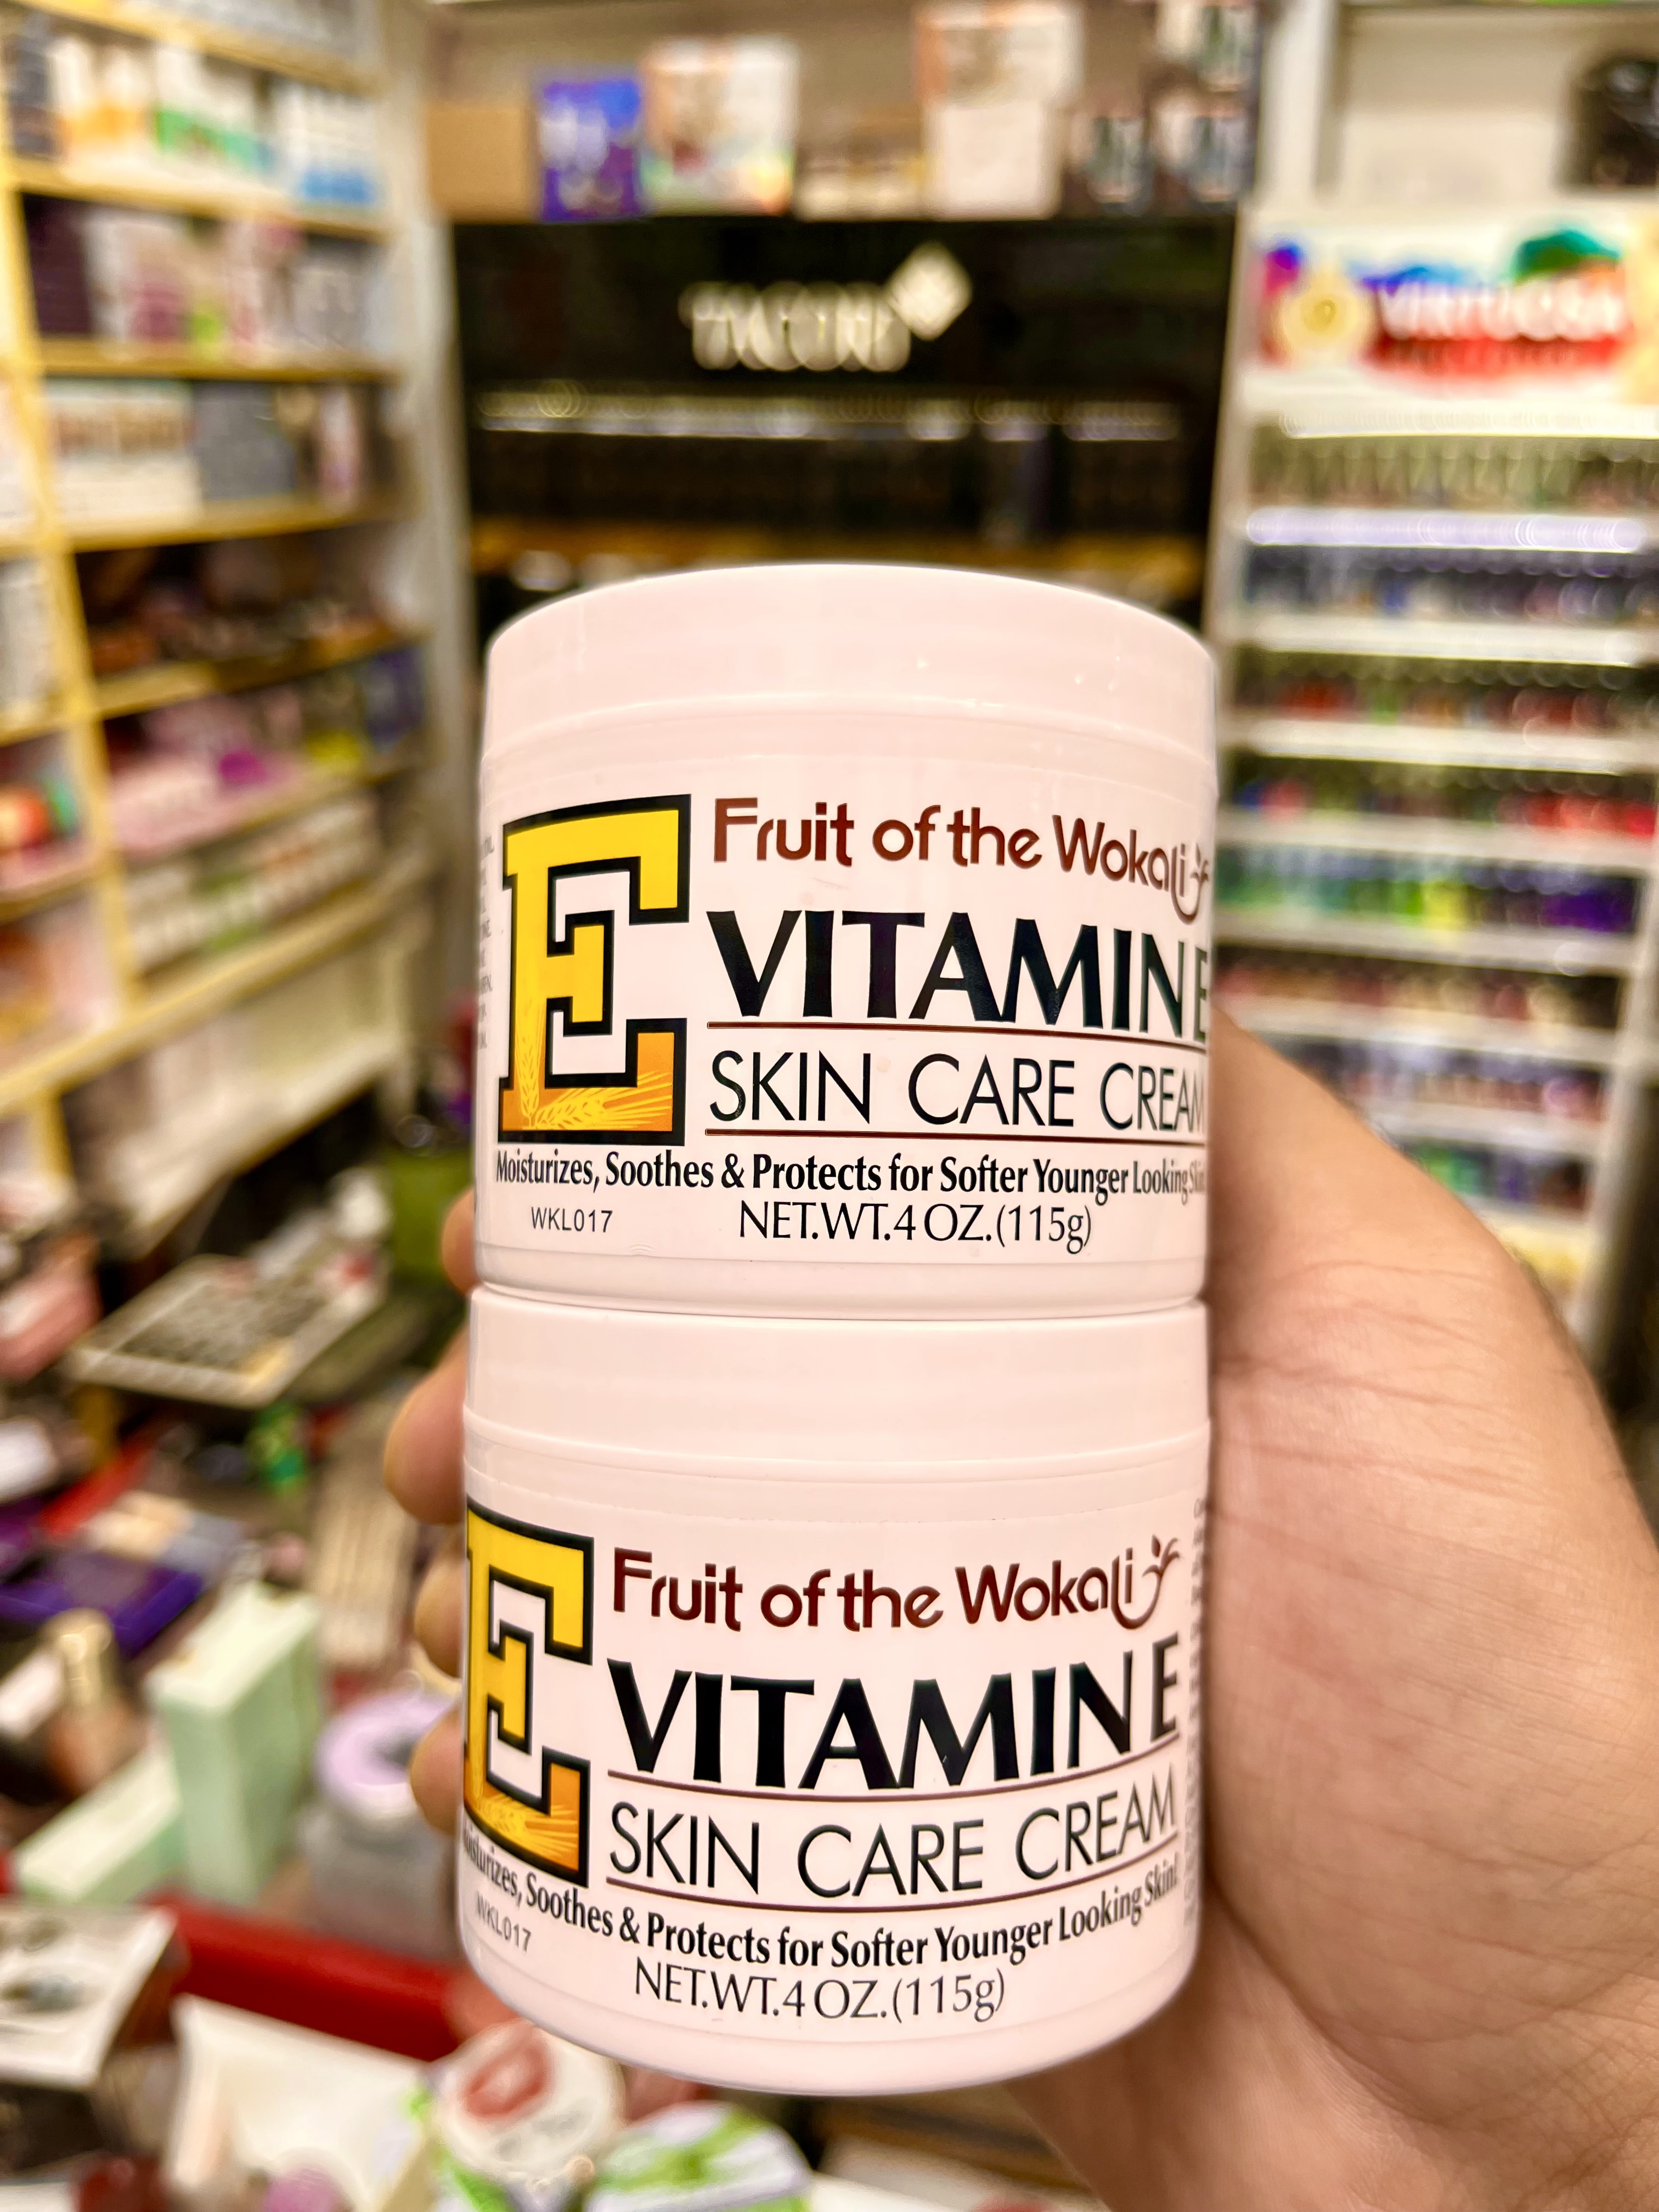 E
Fruit of the Wokali
VITAMIN E
SKIN CARE CREAM
Moisturizes, Soothes & Protects for Softer Younger Looking Skin!
WKL017
NET.WT.4 OZ.(115g)
E
Fruit of the Wokali
VITAMIN E
SKIN CARE CREAM
Moisturizes, Soothes & Protects for Softer Younger Looking Skin!
WKL017
NET.WT.4 OZ.(115g)